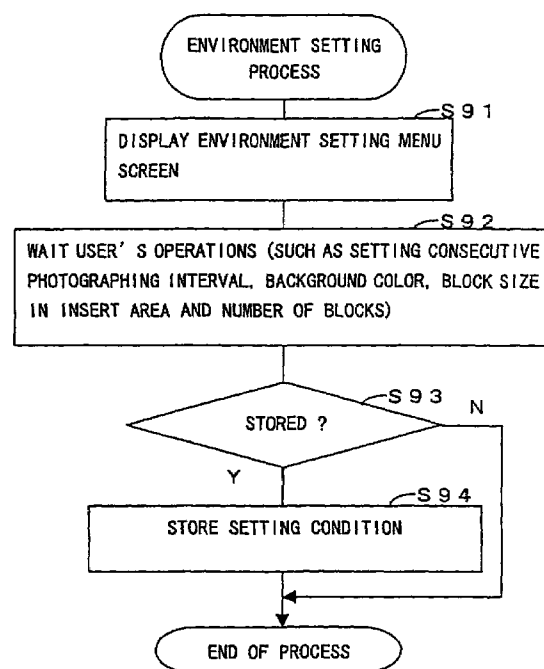 ENVIRONMENT SETTING
PROCESS
S91
DISPLAY ENVIRONMENT SETTING MENU
SCREEN
S92
WAIT USER'S OPERATIONS (SUCH AS SETTING CONSECUTIVE
PHOTOGRAPHING INTERVAL, BACKGROUND COLOR, BLOCK SIZE
IN INSERT AREA AND NUMBER OF BLOCKS)
S93
N
STORED ?
Y
S94
STORE SETTING CONDITION
END OF PROCESS